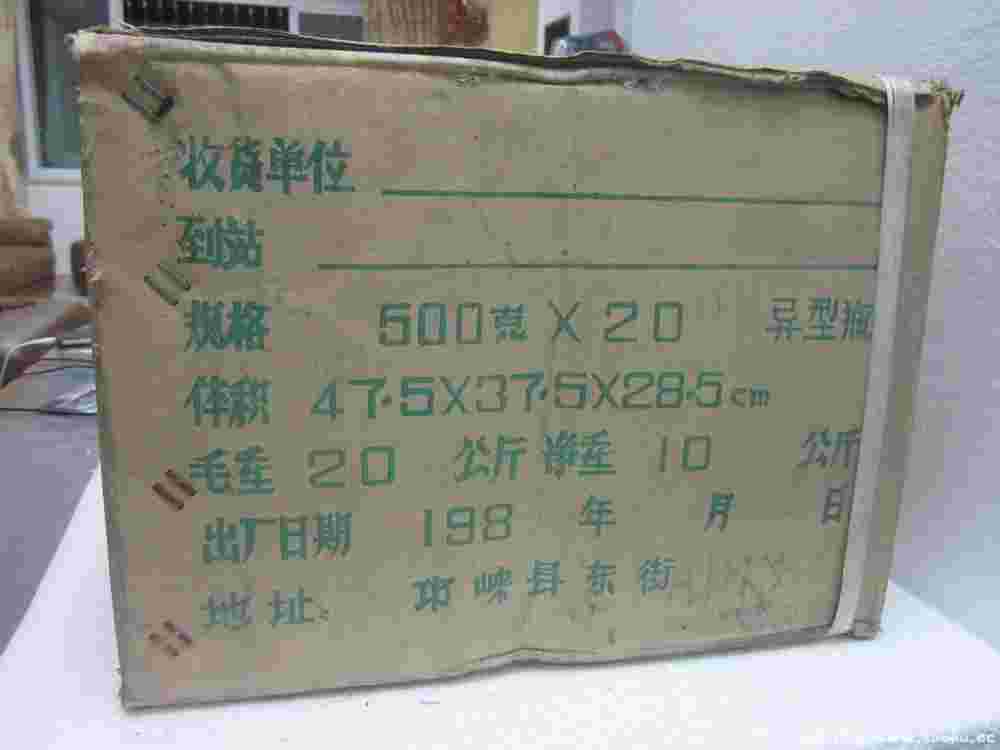 收货单位
到站
规格 500克 X 20 异型瓶
体积 47.5X37.5X28.5cm
毛重 20 公斤 净重 10 公斤
出厂日期 198 年 月 日
地址: 邛崃县东街